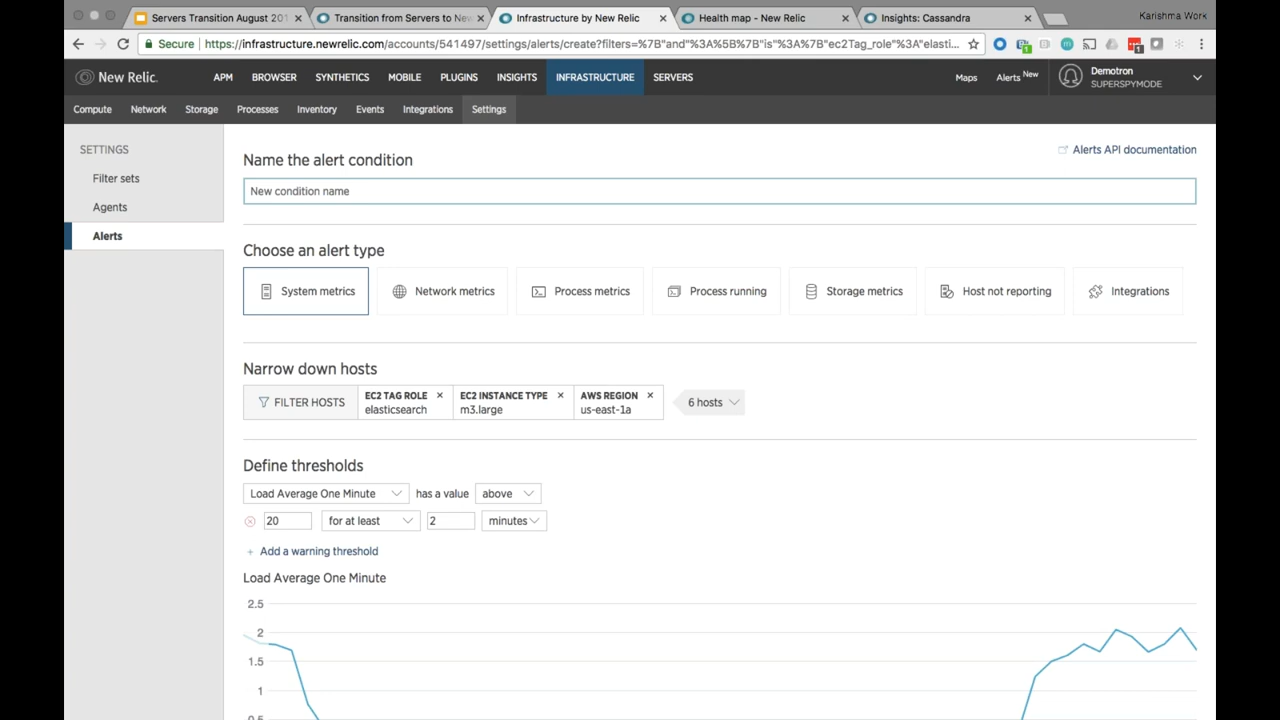 Servers Transition August 201
Transition from Servers to New
Infrastructure by New Relic
Health map - New Relic
Insights: Cassandra
Karishma Work
Secure
https://infrastructure.newrelic.com/accounts/541497/settings/alerts/create?filters=%7B"and"%3A%5B%7B"is"%3A%7B"ec2Tag_role"%3A"elasti...
New Relic.
APM
BROWSER
SYNTHETICS
MOBILE
PLUGINS
INSIGHTS
INFRASTRUCTURE
SERVERS
Maps
Alerts New
Demotron
SUPERSPYMODE
Compute
Network
Storage
Processes
Inventory
Events
Integrations
Settings
SETTINGS
Filter sets
Agents
Alerts
Alerts API documentation
Name the alert condition
New condition name
Choose an alert type
System metrics
Network metrics
Process metrics
Process running
Storage metrics
Host not reporting
Integrations
Narrow down hosts
FILTER HOSTS
EC2 TAG ROLE ×
elasticsearch
EC2 INSTANCE TYPE ×
m3.large
AWS REGION ×
us-east-1a
6 hosts
Define thresholds
Load Average One Minute has a value above
20 for at least 2 minutes
+ Add a warning threshold
Load Average One Minute
2.5
2
1.5
1
0.5